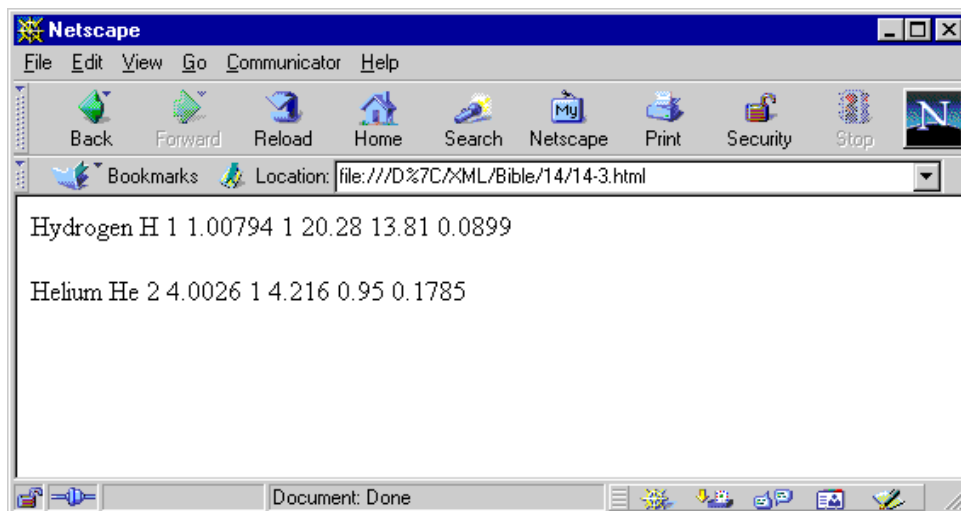 Netscape
File Edit View Go Communicator Help
Back Forward Reload Home Search Netscape Print Security Stop
My
N
Bookmarks Location: file:///D%7C/XML/Bible/14/14-3.html
Hydrogen H 1 1.00794 1 20.28 13.81 0.0899
Helium He 2 4.0026 1 4.216 0.95 0.1785
Document: Done